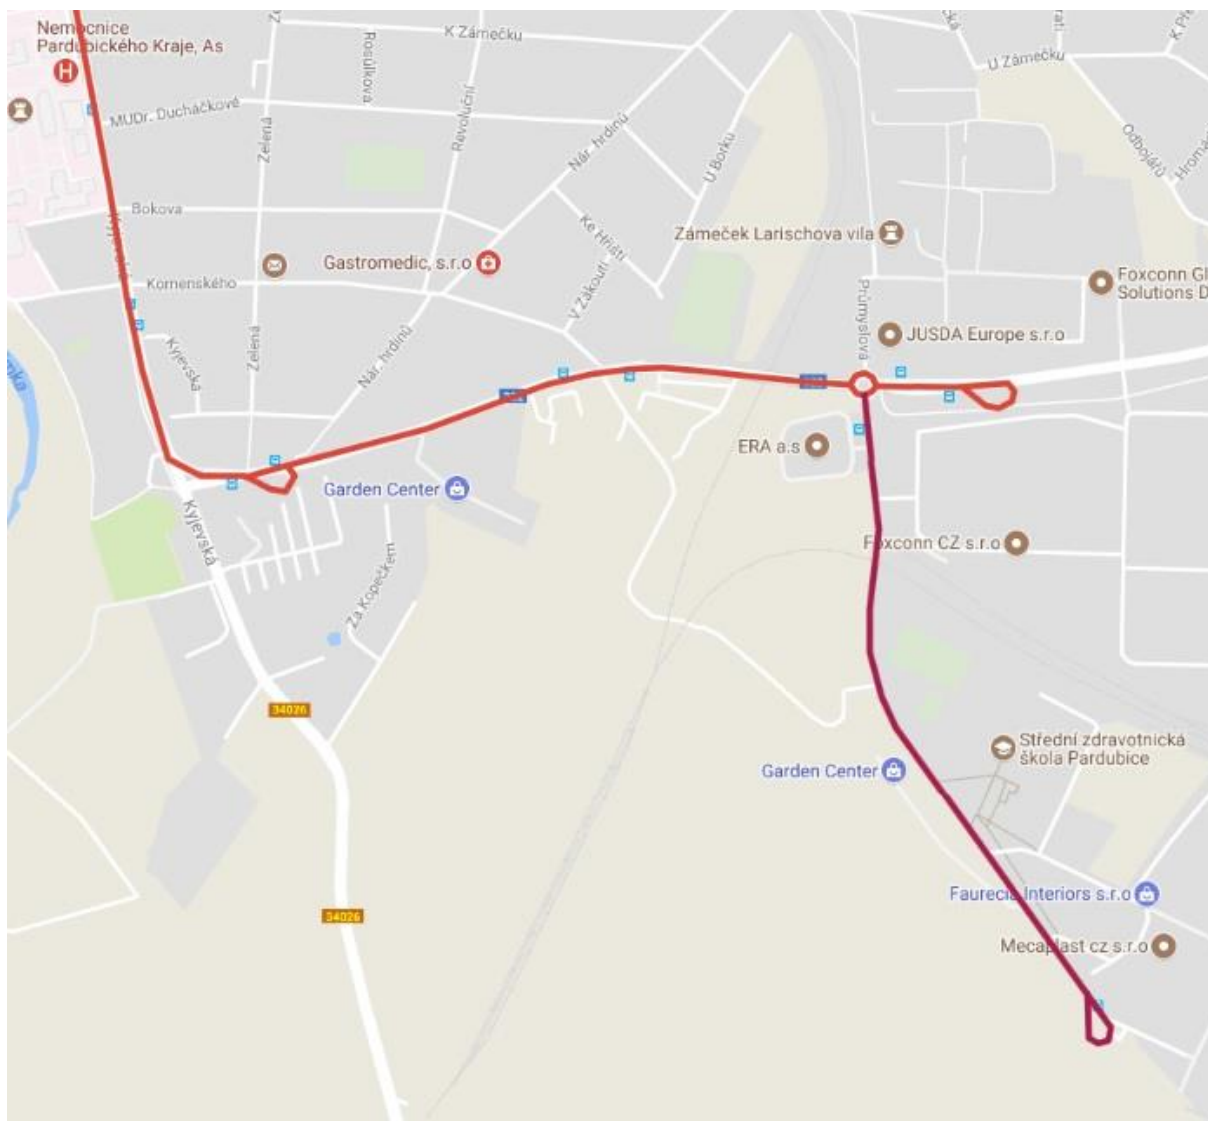 Nemocnice
Pardubického Kraje, As
H
K Zámečku
Rosůlkova
MUDr. Ducháčkové
Zelená
Revoluční
Nár. hrdinů
U Borku
U Zámečku
Odbojářů
Bokova
Kyjevská
Ke Hřišti
Zámeček Larischova vila
Gastromedic, s.r.o
Komenského
V Zákoutí
Průmyslová
Foxconn Gl
Solutions D
JUSDA Europe s.r.o
Kyjevská
Zelená
Nár. hrdinů
ERA a.s
Garden Center
Kyjevská
Foxconn CZ s.r.o
Za Kopečkem
34026
Střední zdravotnická
škola Pardubice
Garden Center
Faurecia Interiors s.r.o
34026
Mecaplast cz s.r.o